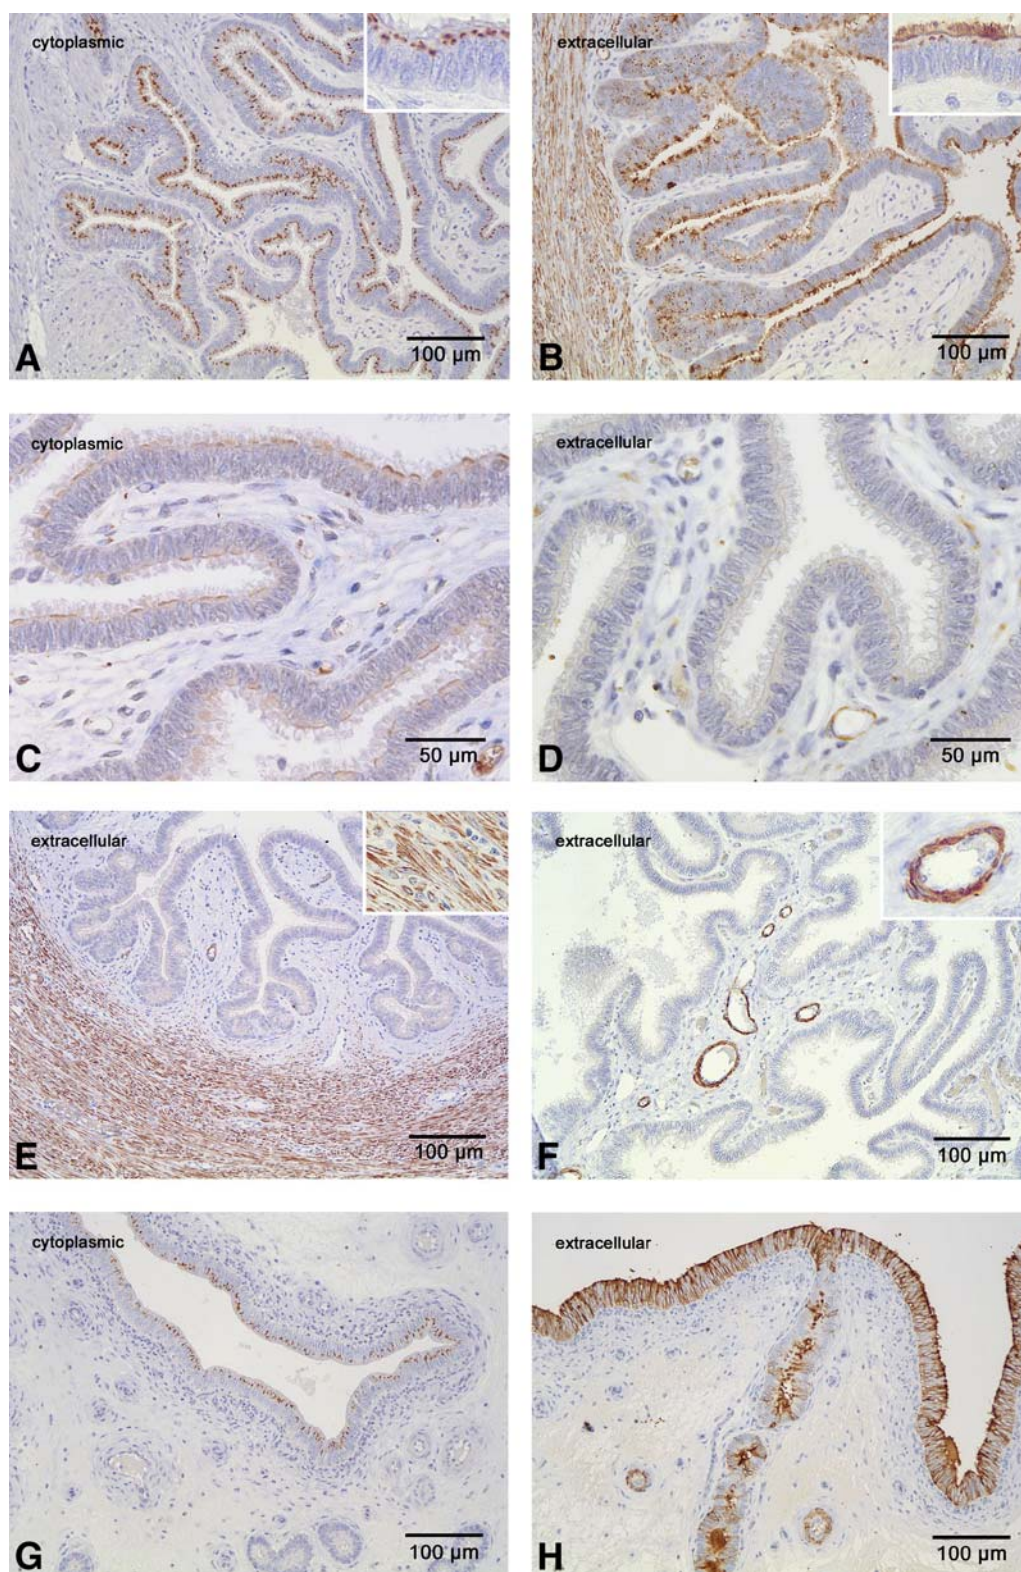 cytoplasmic
100 µm
A
extracellular
100 µm
B
cytoplasmic
50 µm
C
extracellular
50 µm
D
extracellular
100 µm
E
extracellular
100 µm
F
cytoplasmic
100 µm
G
extracellular
100 µm
H